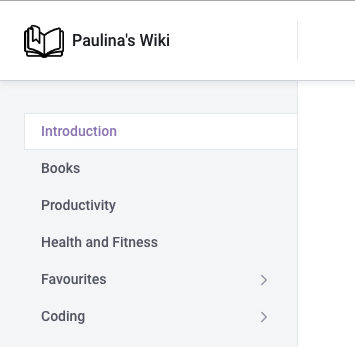 Paulina's Wiki
Introduction
Books
Productivity
Health and Fitness
Favourites
Coding